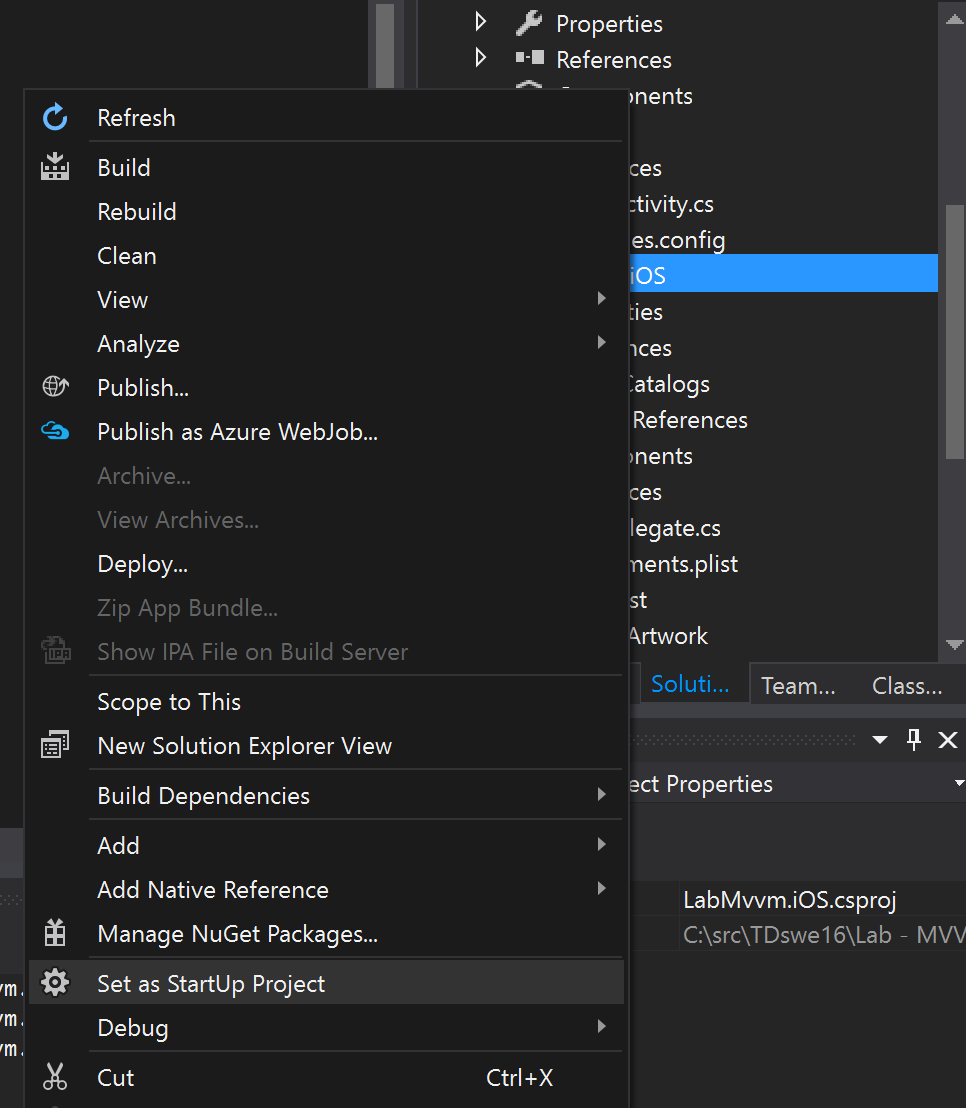 Properties
References
Refresh
Build
Rebuild
Clean
View
Analyze
Publish...
Publish as Azure WebJob...
Archive...
View Archives...
Deploy...
Zip App Bundle...
Show IPA File on Build Server
Scope to This
New Solution Explorer View
Build Dependencies
Add
Add Native Reference
Manage NuGet Packages...
Set as StartUp Project
Debug
Cut Ctrl+X
onents
ces
ctivity.cs
es.config
iOS
ties
nces
Catalogs
References
onents
ces
legate.cs
ments.plist
st
Artwork
Soluti... Team... Class...
ect Properties
LabMvvm.iOS.csproj
C:\src\TDswe16\Lab - MVV
vm.
vm.
vm.